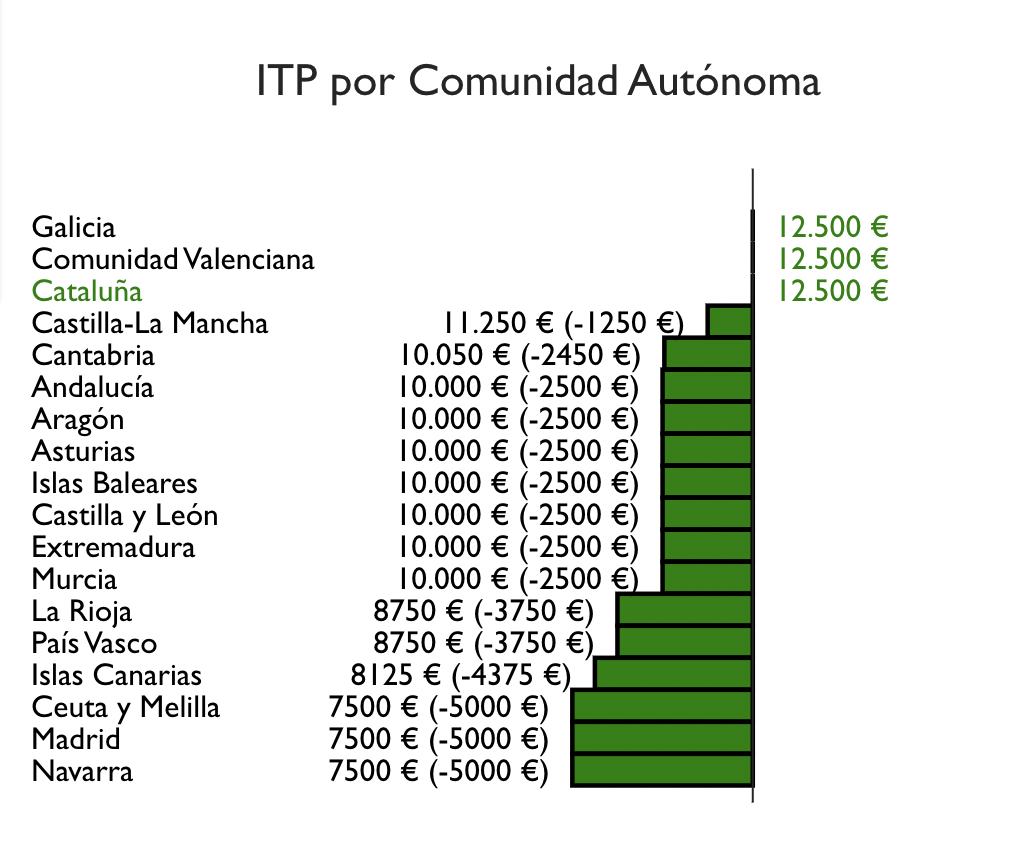 ITP por Comunidad Autónoma
Galicia 12.500 €
Comunidad Valenciana 12.500 €
Cataluña 12.500 €
Castilla-La Mancha 11.250 € (-1250 €)
Cantabria 10.050 € (-2450 €)
Andalucía 10.000 € (-2500 €)
Aragón 10.000 € (-2500 €)
Asturias 10.000 € (-2500 €)
Islas Baleares 10.000 € (-2500 €)
Castilla y León 10.000 € (-2500 €)
Extremadura 10.000 € (-2500 €)
Murcia 10.000 € (-2500 €)
La Rioja 8750 € (-3750 €)
País Vasco 8750 € (-3750 €)
Islas Canarias 8125 € (-4375 €)
Ceuta y Melilla 7500 € (-5000 €)
Madrid 7500 € (-5000 €)
Navarra 7500 € (-5000 €)